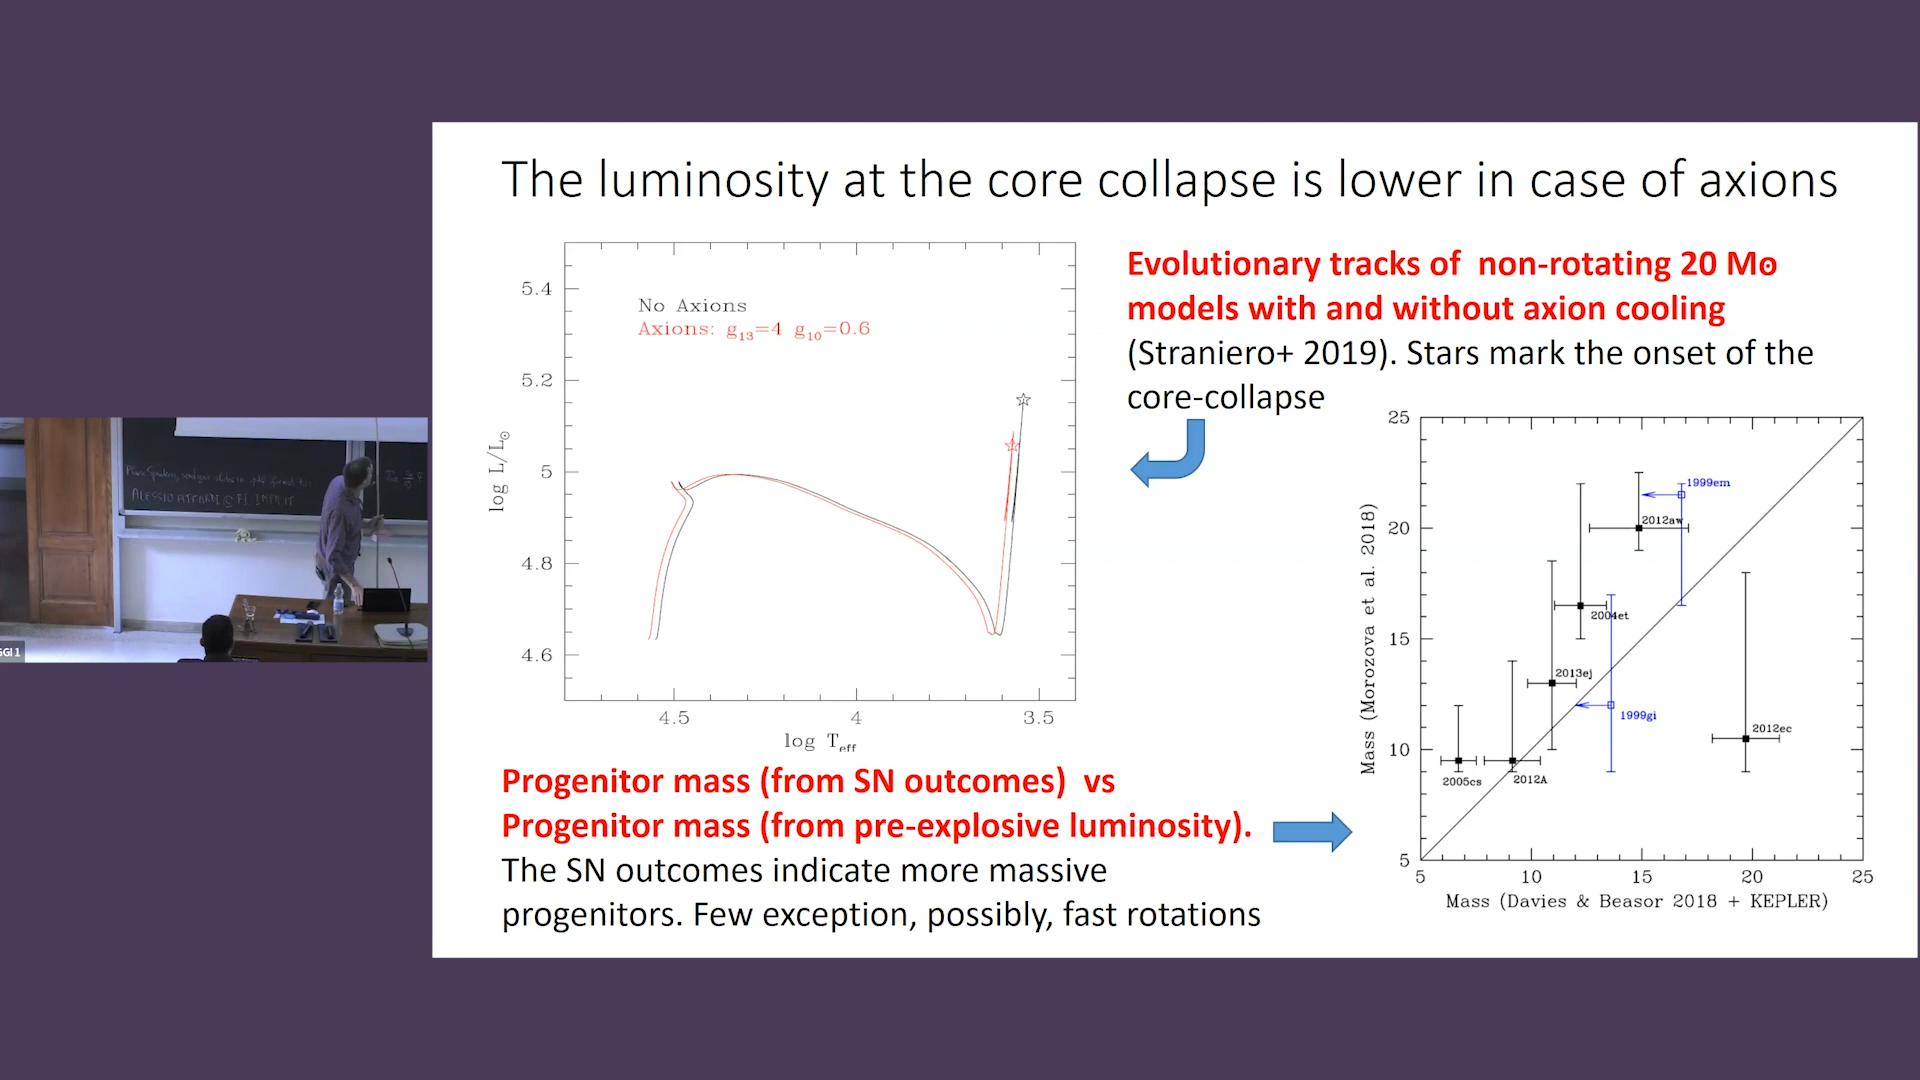 The luminosity at the core collapse is lower in case of axions
Evolutionary tracks of non-rotating 20 M⊙
models with and without axion cooling
(Straniero+ 2019). Stars mark the onset of the
core-collapse
No Axions
Axions: g13=4 g10=0.6
5.4
5.2
5
4.8
4.6
log L/L⊙
4.5
4
3.5
log Teff
Progenitor mass (from SN outcomes) vs
Progenitor mass (from pre-explosive luminosity).
The SN outcomes indicate more massive
progenitors. Few exception, possibly, fast rotations
25
20
15
10
5
Mass (Morozova et al. 2018)
1999em
2012aw
2004et
2013ej
1999gi
2012ec
2005cs
2012A
5
10
15
20
25
Mass (Davies & Beasor 2018 + KEPLER)
GGI 1